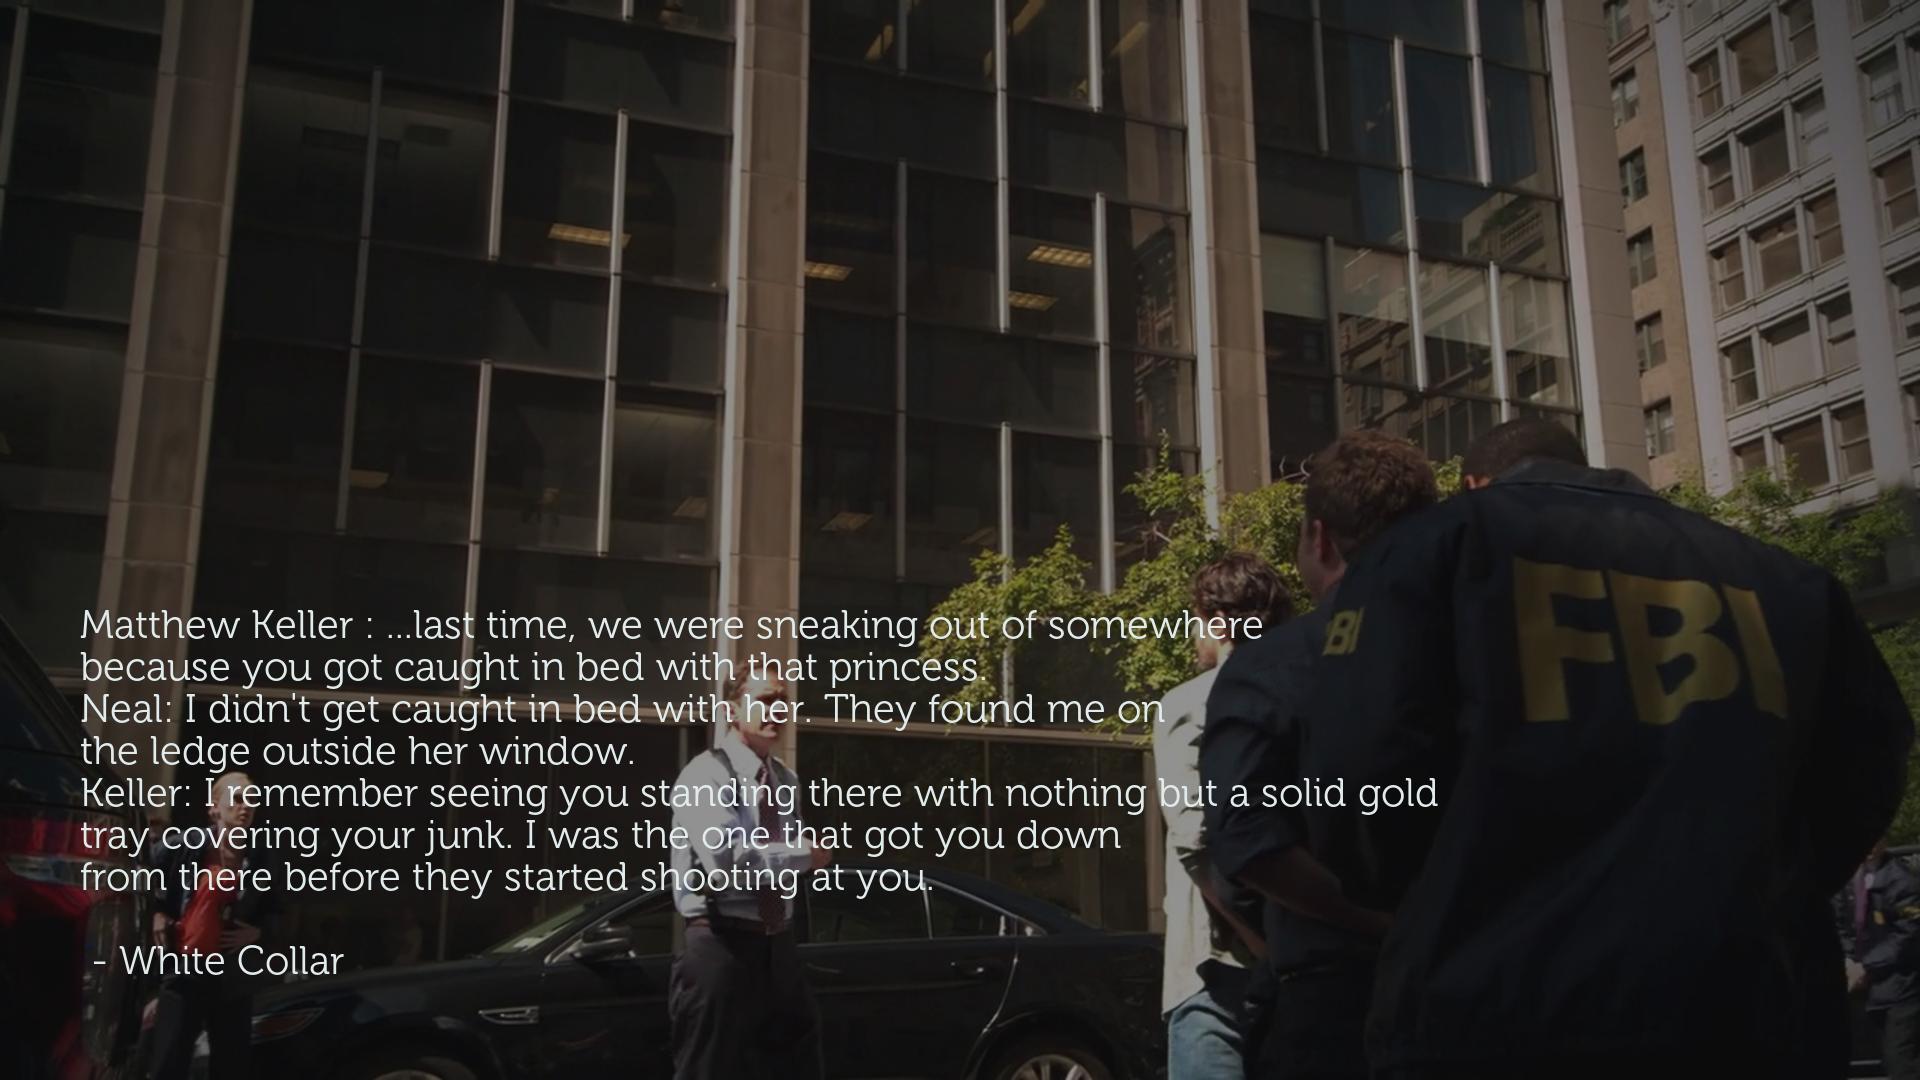 Matthew Keller : ...last time, we were sneaking out of somewhere
because you got caught in bed with that princess.
Neal: I didn't get caught in bed with her. They found me on
the ledge outside her window.
Keller: I remember seeing you standing there with nothing but a solid gold
tray covering your junk. I was the one that got you down
from there before they started shooting at you.
- White Collar
FBI
FBI